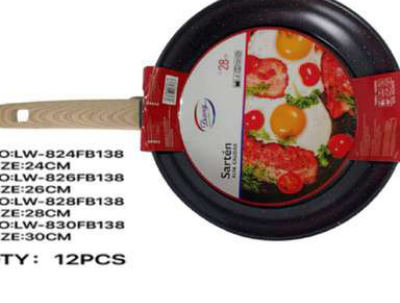 28
Sartén
O:LW-824FB138
ZE:24CM
O:LW-826FB138
ZE:26CM
O:LW-828FB138
ZE:28CM
O:LW-830FB138
ZE:30CM
TY: 12PCS